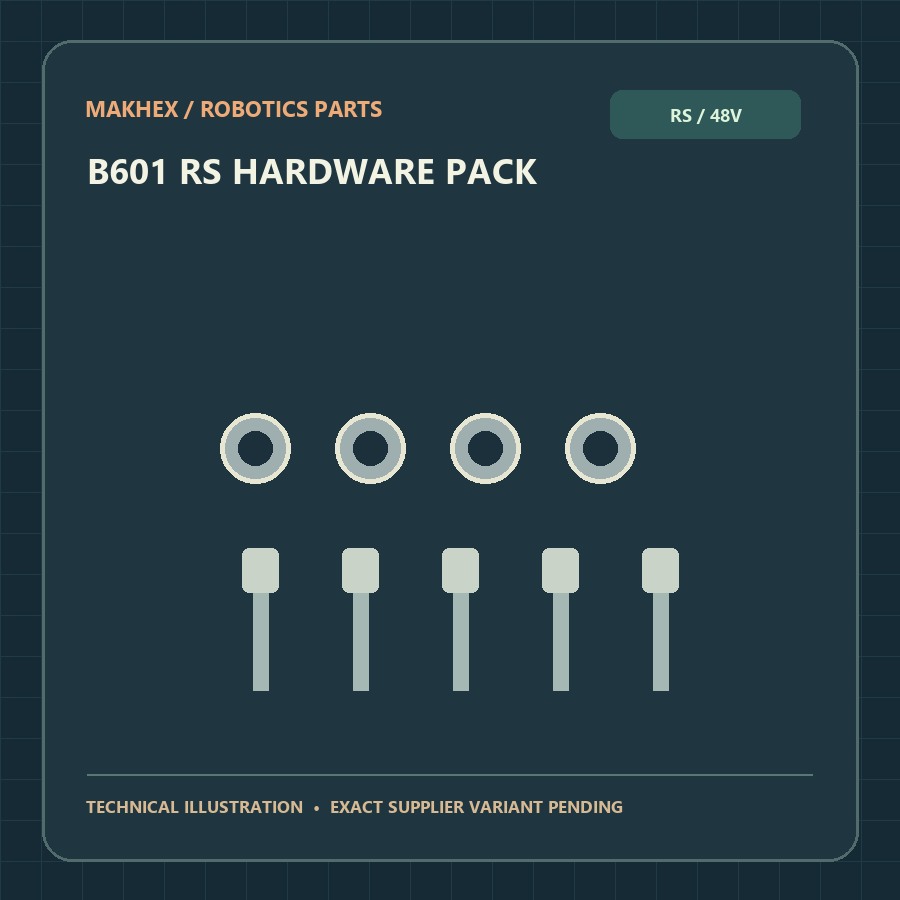 MAKHEX / ROBOTICS PARTS
RS / 48V
B601 RS HARDWARE PACK
TECHNICAL ILLUSTRATION • EXACT SUPPLIER VARIANT PENDING